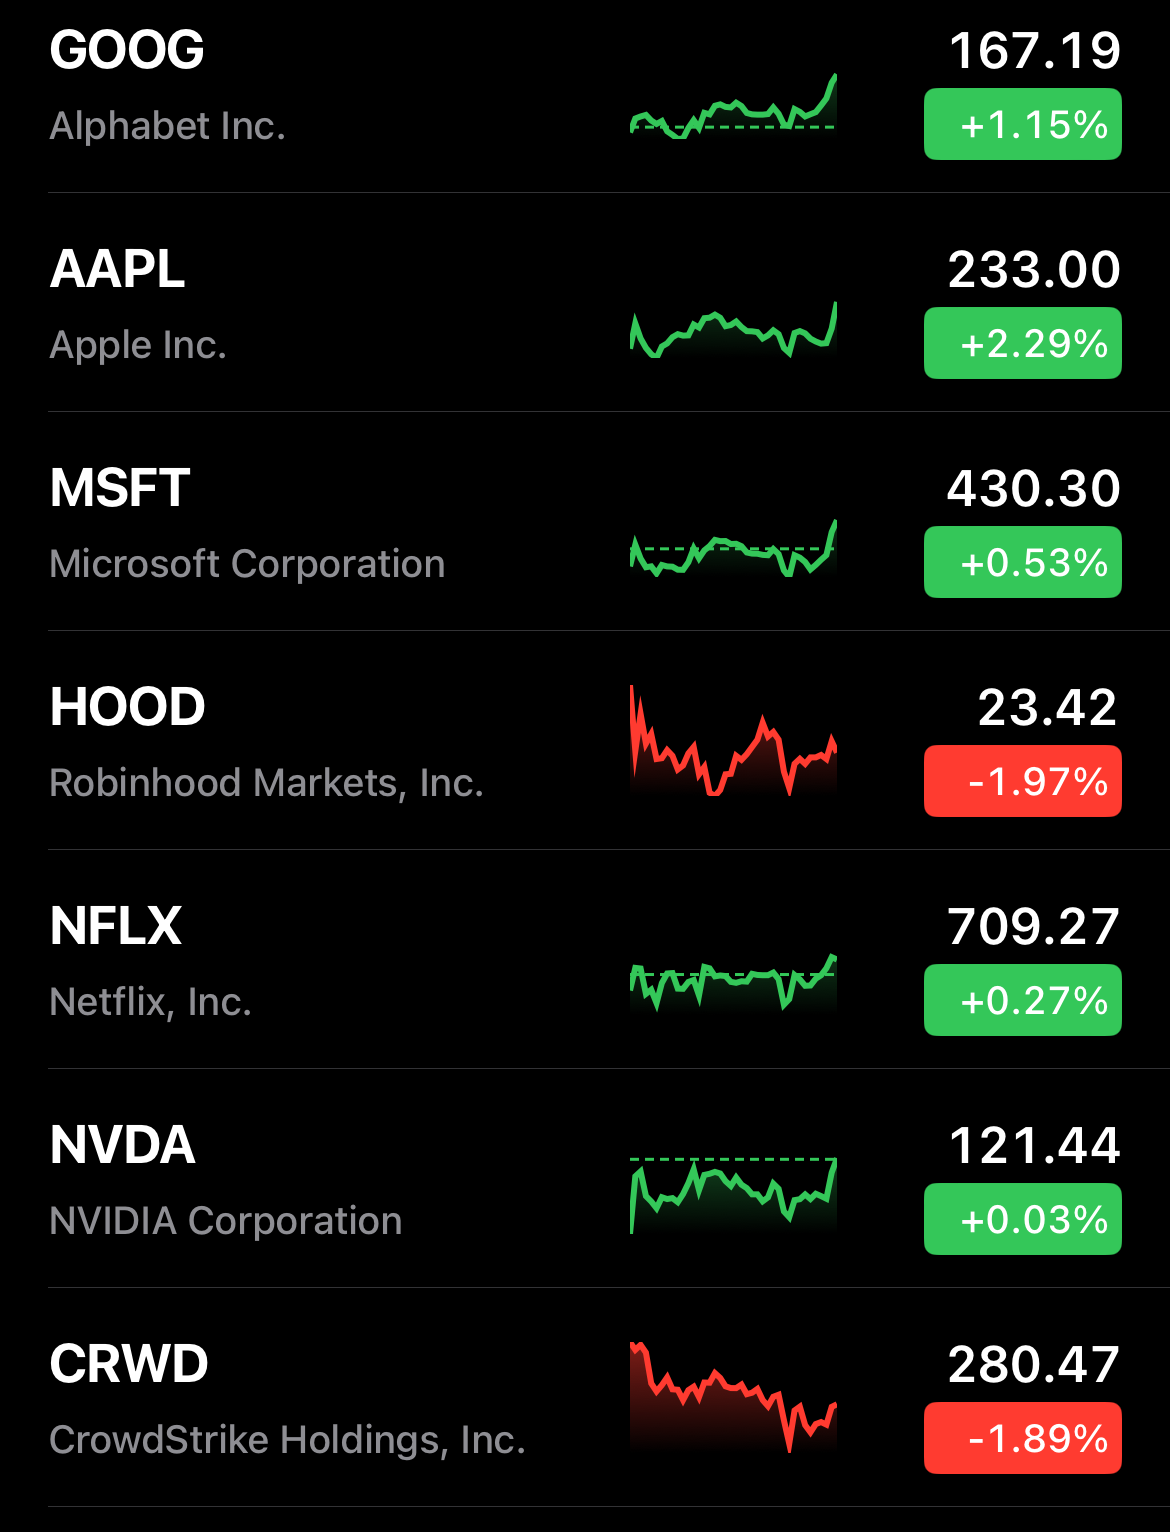 GOOG
167.19
Alphabet Inc.
+1.15%
AAPL
233.00
Apple Inc.
+2.29%
MSFT
430.30
Microsoft Corporation
+0.53%
HOOD
23.42
Robinhood Markets, Inc.
-1.97%
NFLX
709.27
Netflix, Inc.
+0.27%
NVDA
121.44
NVIDIA Corporation
+0.03%
CRWD
280.47
CrowdStrike Holdings, Inc.
-1.89%